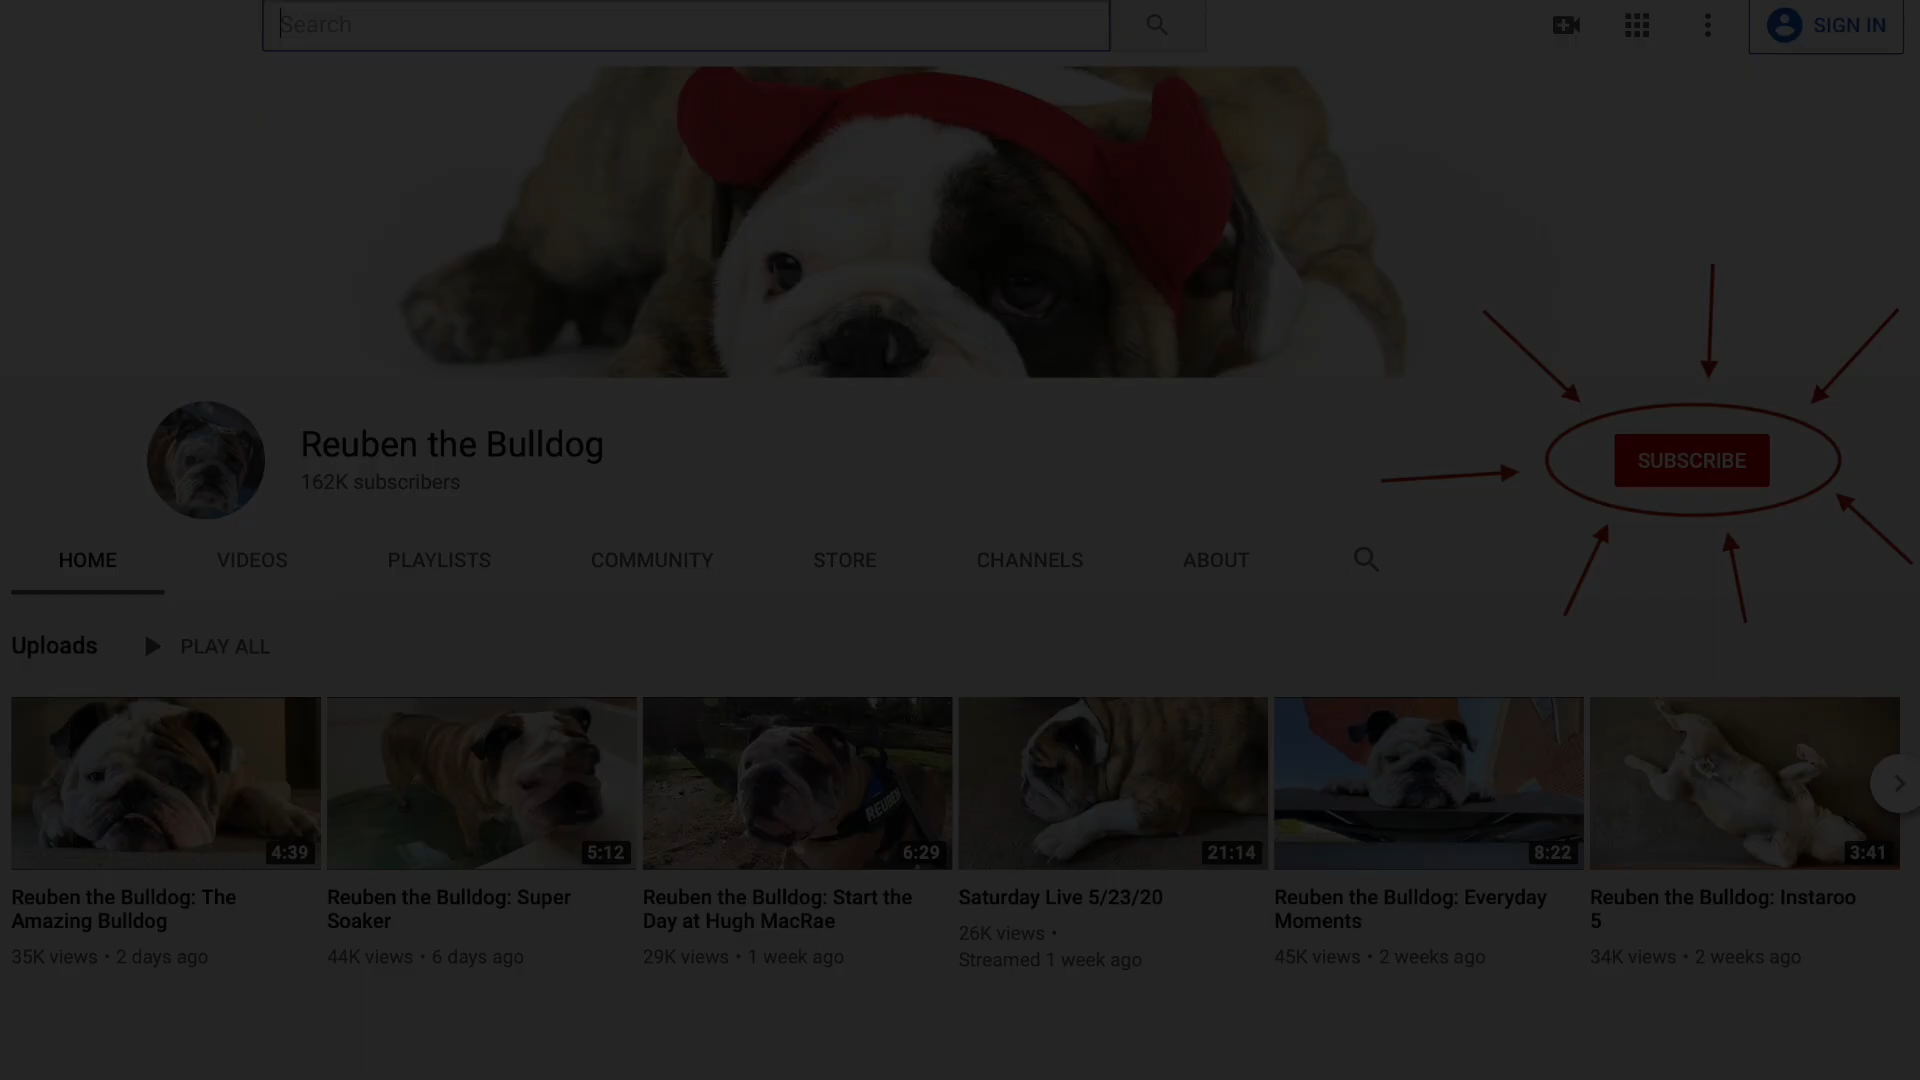 Search
SIGN IN
Reuben the Bulldog
162K subscribers
SUBSCRIBE
HOME VIDEOS PLAYLISTS COMMUNITY STORE CHANNELS ABOUT
Uploads PLAY ALL
REUBEN
4:39 5:12 6:29 21:14 8:22 3:41
Reuben the Bulldog: The
Amazing Bulldog
35K views • 2 days ago
Reuben the Bulldog: Super
Soaker
44K views • 6 days ago
Reuben the Bulldog: Start the
Day at Hugh MacRae
29K views • 1 week ago
Saturday Live 5/23/20
26K views •
Streamed 1 week ago
Reuben the Bulldog: Everyday
Moments
45K views • 2 weeks ago
Reuben the Bulldog: Instaroo
5
34K views • 2 weeks ago